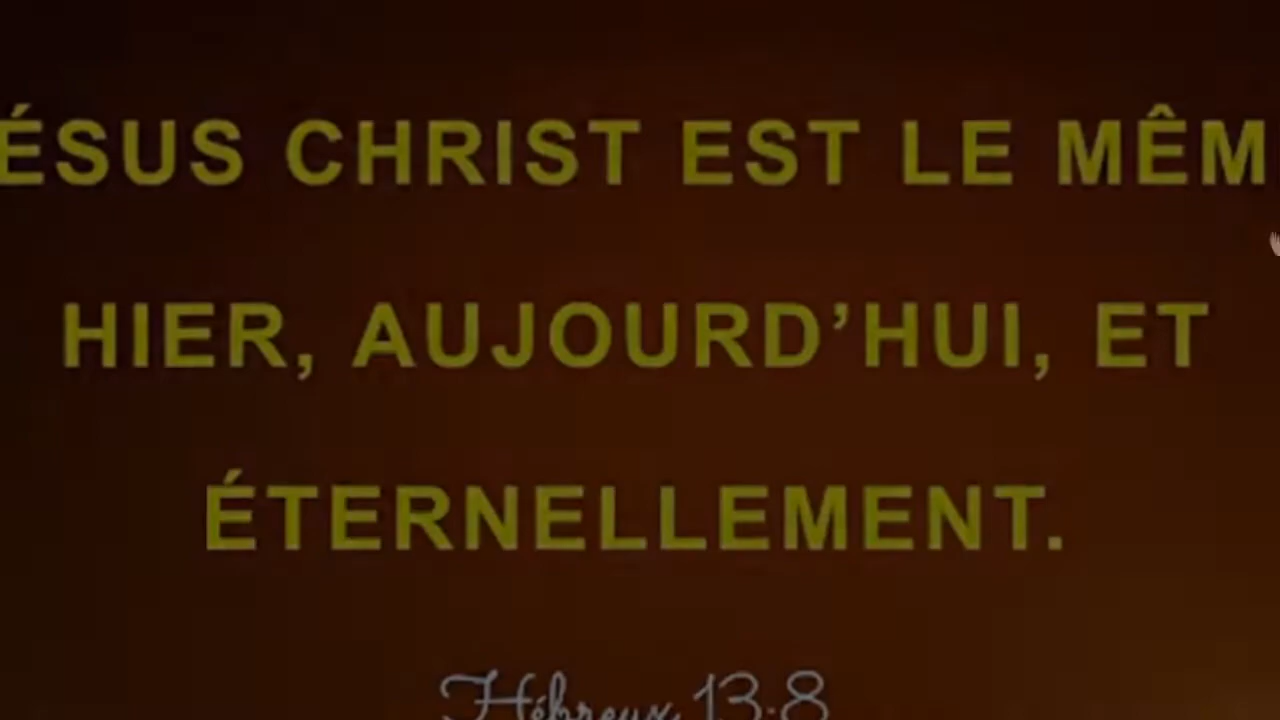 ÉSUS CHRIST EST LE MÊM
HIER, AUJOURD’HUI, ET
ÉTERNELLEMENT.
Hébreux 13:8